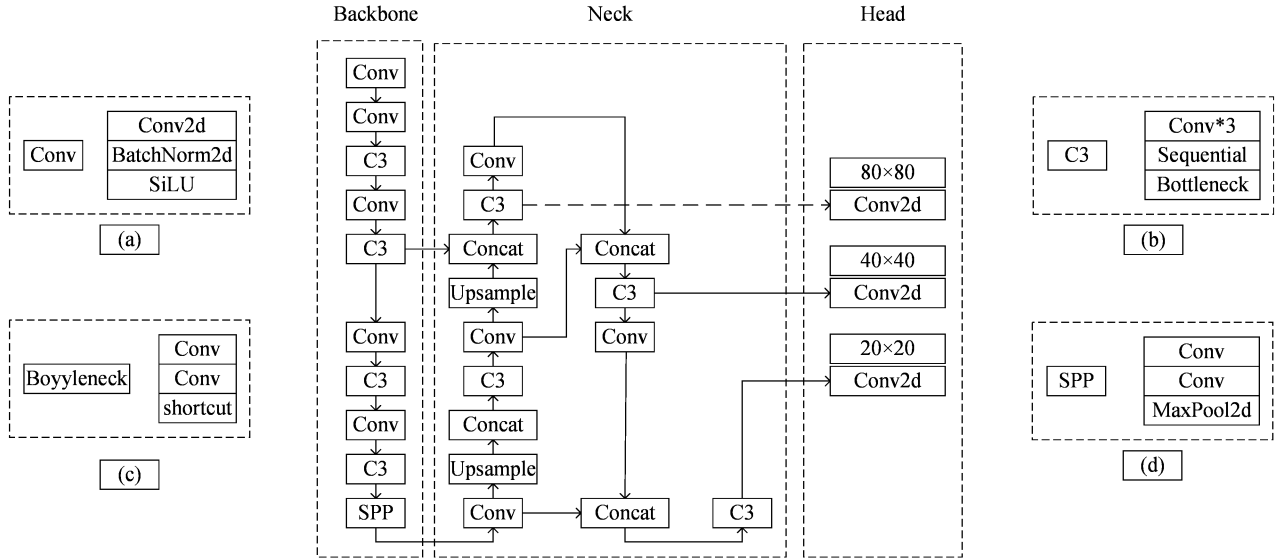 Backbone
Neck
Head
Conv
Conv2d
BatchNorm2d
SiLU
(a)
Boyyleneck
Conv
Conv
shortcut
(c)
Conv
Conv
C3
Conv
C3
Conv
C3
Conv
C3
SPP
Conv
C3
Concat
Upsample
Conv
C3
Concat
Upsample
Conv
Concat
C3
Conv
Concat
C3
80×80
Conv2d
40×40
Conv2d
20×20
Conv2d
C3
Conv*3
Sequential
Bottleneck
(b)
SPP
Conv
Conv
MaxPool2d
(d)